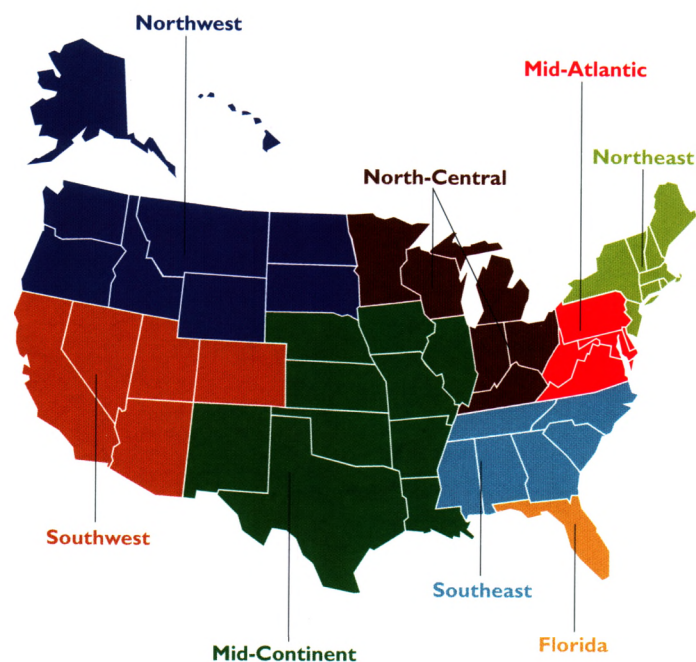 Northwest
Mid-Atlantic
Northeast
North-Central
Southwest
Southeast
Florida
Mid-Continent